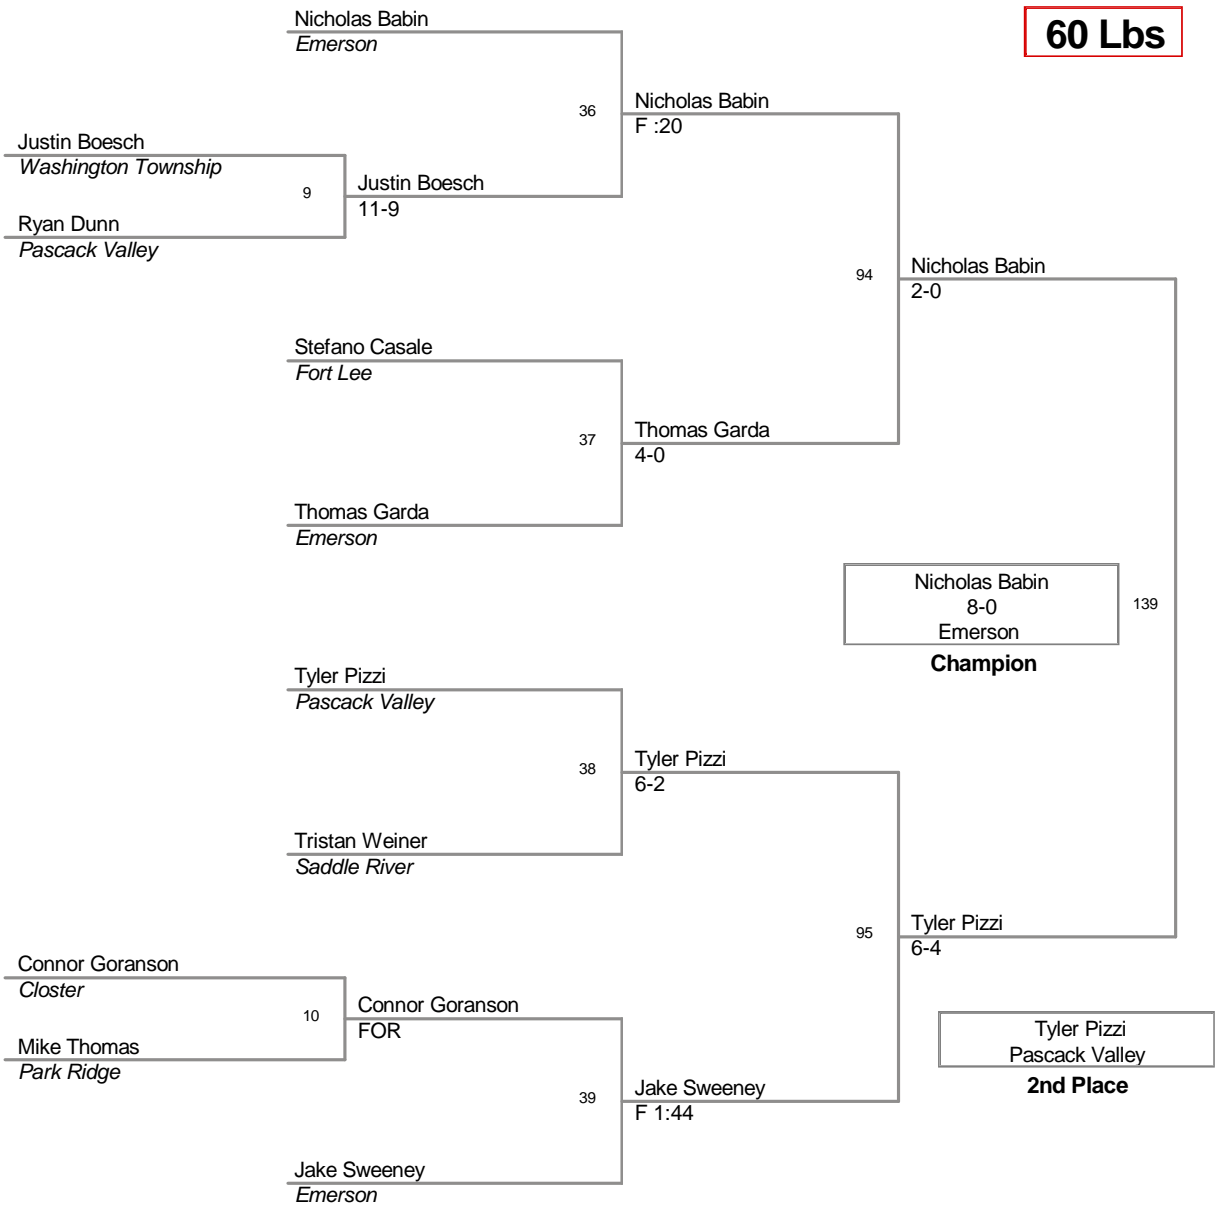 Nicholas Babin
Emerson
60 Lbs
36
Nicholas Babin
F :20
Justin Boesch
Washington Township
9
Justin Boesch
11-9
Ryan Dunn
Pascack Valley
94
Nicholas Babin
2-0
Stefano Casale
Fort Lee
37
Thomas Garda
4-0
Thomas Garda
Emerson
Nicholas Babin
8-0
Emerson
139
Champion
Tyler Pizzi
Pascack Valley
38
Tyler Pizzi
6-2
Tristan Weiner
Saddle River
95
Tyler Pizzi
6-4
Connor Goranson
Closter
10
Connor Goranson
FOR
Mike Thomas
Park Ridge
Tyler Pizzi
Pascack Valley
2nd Place
39
Jake Sweeney
F 1:44
Jake Sweeney
Emerson